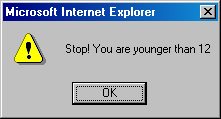 Microsoft Internet Explorer
Stop! You are younger than 12
OK